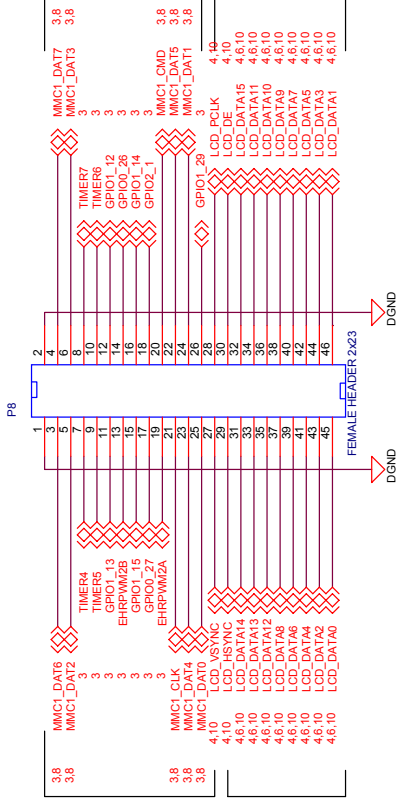 P8
1 2
3,8 MMC1_DAT6 3 4 MMC1_DAT7 3,8
3,8 MMC1_DAT2 5 6 MMC1_DAT3 3,8
3 TIMER4 7 8 TIMER7 3
3 TIMER5 9 10 TIMER6 3
3 GPIO1_13 11 12 GPIO1_12 3
3 EHRPWM2B 13 14 GPIO0_26 3
3 GPIO1_15 15 16 GPIO1_14 3
3 GPIO0_27 17 18 GPIO2_1 3
3 EHRPWM2A 19 20 MMC1_CMD 3,8
3,8 MMC1_CLK 21 22 MMC1_DAT5 3,8
3,8 MMC1_DAT4 23 24 MMC1_DAT1 3,8
3,8 MMC1_DAT0 25 26 GPIO1_29 3
4,10 LCD_VSYNC 27 28 LCD_PCLK 4,10
4,10 LCD_HSYNC 29 30 LCD_DE 4,10
4,6,10 LCD_DATA14 31 32 LCD_DATA15 4,6,10
4,6,10 LCD_DATA13 33 34 LCD_DATA11 4,6,10
4,6,10 LCD_DATA12 35 36 LCD_DATA10 4,6,10
4,6,10 LCD_DATA8 37 38 LCD_DATA9 4,6,10
4,6,10 LCD_DATA6 39 40 LCD_DATA7 4,6,10
4,6,10 LCD_DATA4 41 42 LCD_DATA5 4,6,10
4,6,10 LCD_DATA2 43 44 LCD_DATA3 4,6,10
4,6,10 LCD_DATA0 45 46 LCD_DATA1 4,6,10
FEMALE HEADER 2x23
DGND DGND